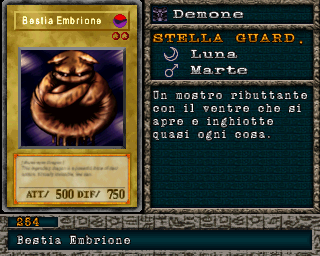 Bestia Embrione
ATT/ 500 DIF/ 750
Demone
STELLA GUARD.
Luna
Marte
Un mostro ributtante
con il ventre che si
apre e inghiotte
quasi ogni cosa.
254
Bestia Embrione